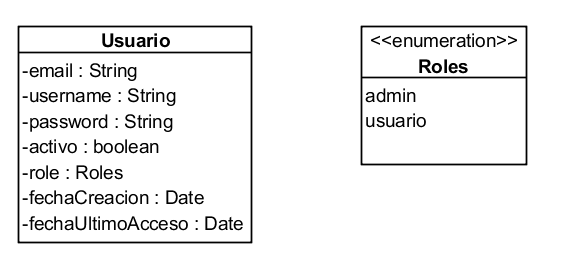 Usuario
-email : String
-username : String
-password : String
-activo : boolean
-role : Roles
-fechaCreacion : Date
-fechaUltimoAcceso : Date
<<enumeration>>
Roles
admin
usuario